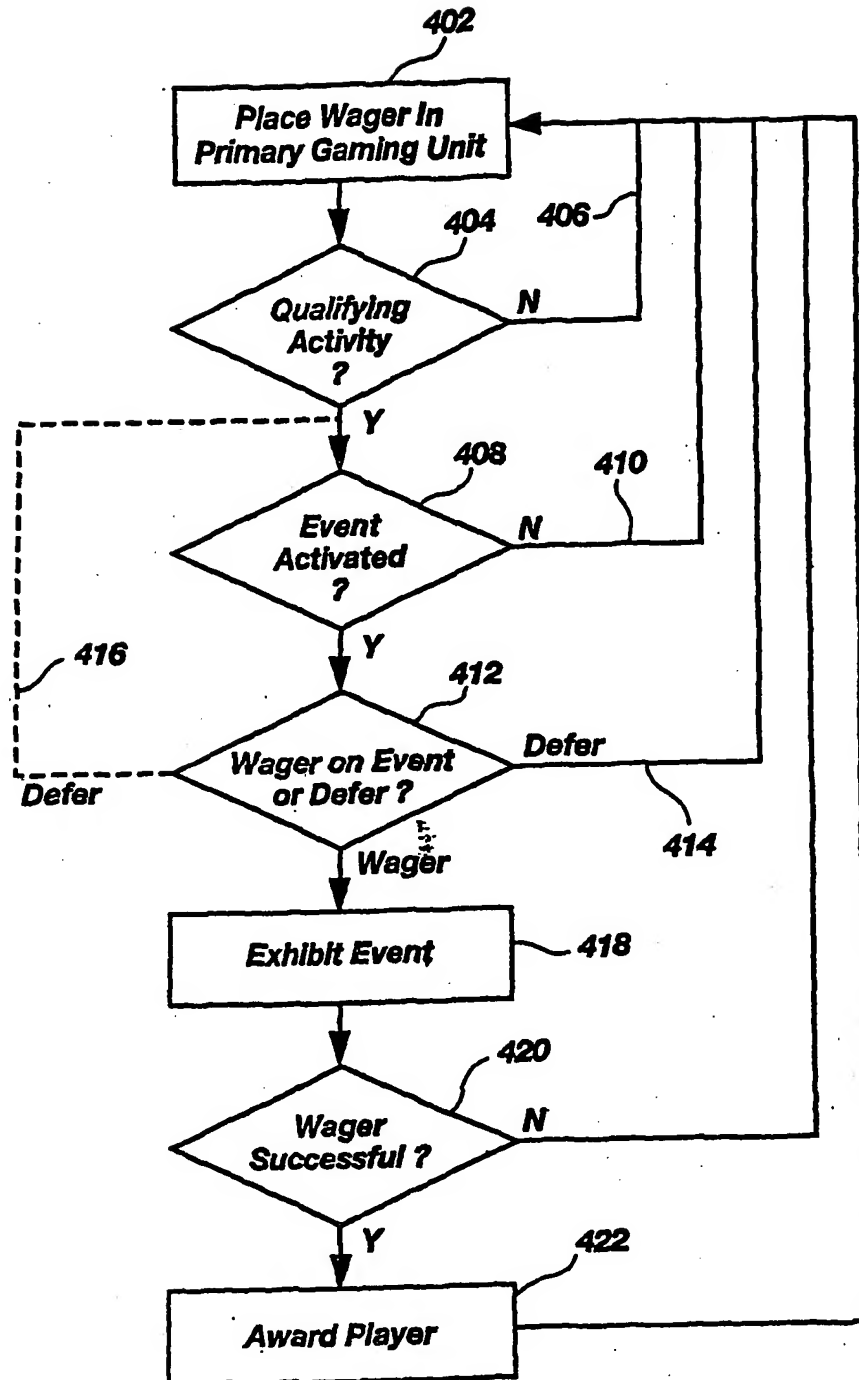 402
Place Wager In
Primary Gaming Unit
406
404
Qualifying
Activity
?
N
Y
408
410
Event
Activated
?
N
Y
416
412
Wager on Event
or Defer ?
Defer
Defer
414
Wager
Exhibit Event
418
420
Wager
Successful ?
N
Y
422
Award Player